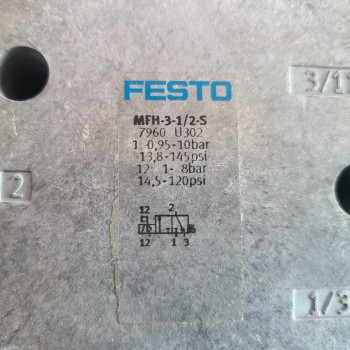 FESTO
3/11
MFH-3-1/2-S
7960 U302
1 -0,95-10bar
-13,8-145psi
12 1- 8bar
14,5-120psi
2
12 2
12 1 3
1/3